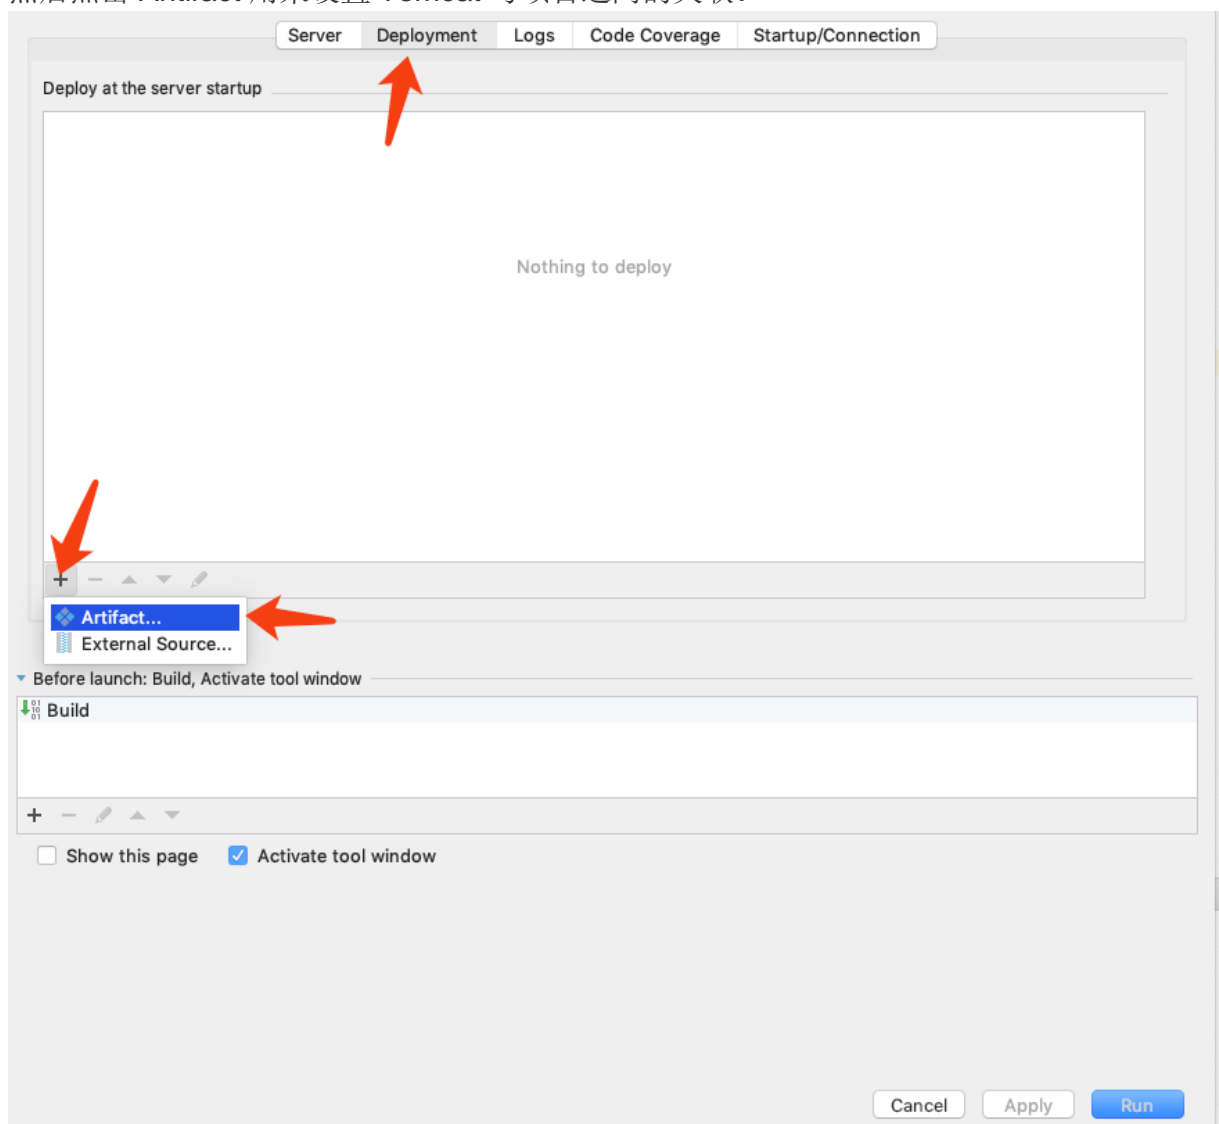 Server Deployment Logs Code Coverage Startup/Connection
Deploy at the server startup
Nothing to deploy
Artifact...
External Source...
Before launch: Build, Activate tool window
Build
Show this page Activate tool window
Cancel Apply Run